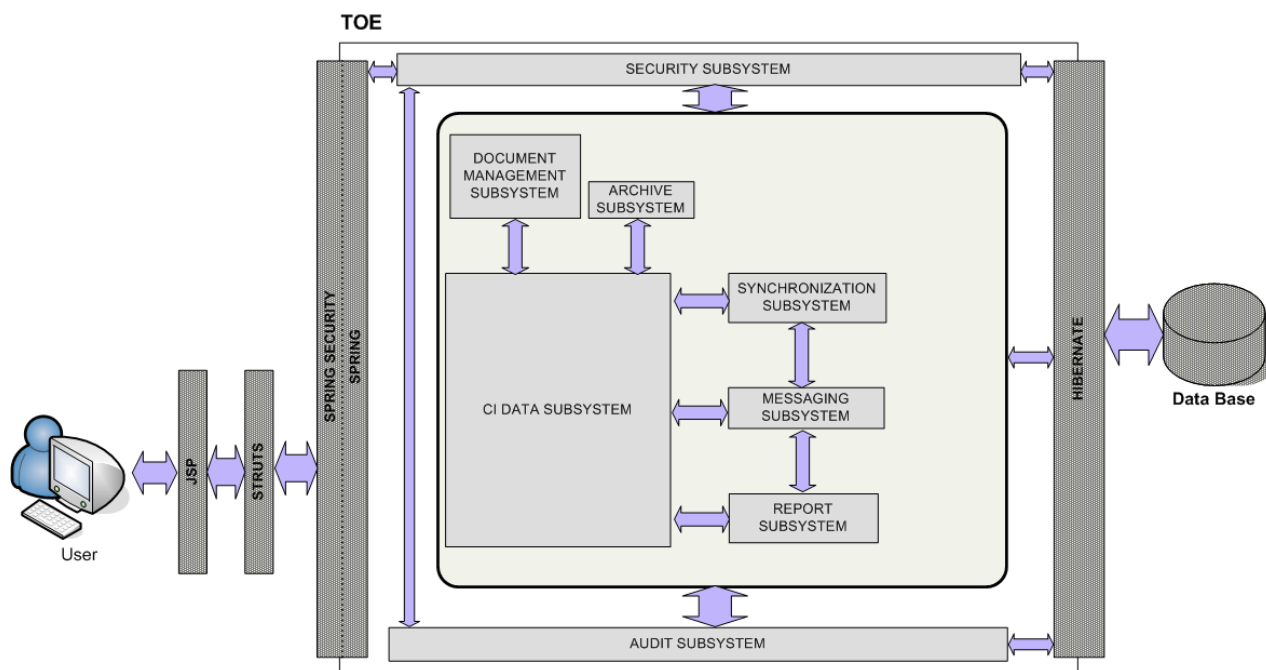 TOE
SECURITY SUBSYSTEM
DOCUMENT
MANAGEMENT
SUBSYSTEM
ARCHIVE
SUBSYSTEM
SPRING SECURITY
SPRING
CI DATA SUBSYSTEM
SYNCHRONIZATION
SUBSYSTEM
MESSAGING
SUBSYSTEM
REPORT
SUBSYSTEM
HIBERNATE
Data Base
JSP
STRUTS
User
AUDIT SUBSYSTEM